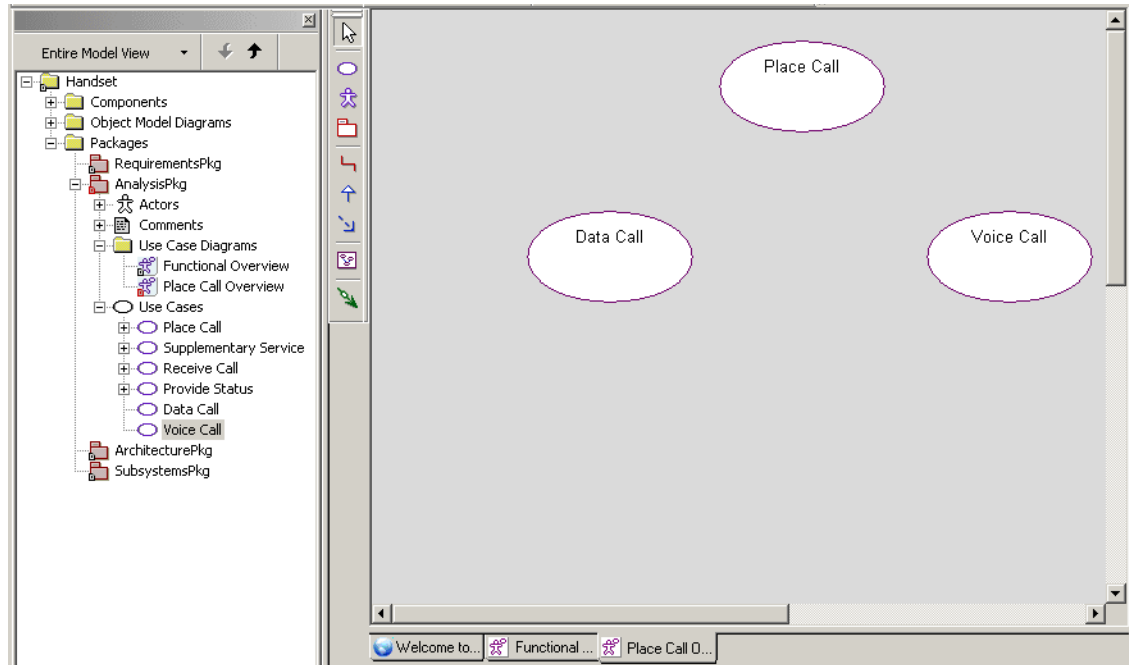 Entire Model View
Handset
Components
Object Model Diagrams
Packages
RequirementsPkg
AnalysisPkg
Actors
Comments
Use Case Diagrams
Functional Overview
Place Call Overview
Use Cases
Place Call
Supplementary Service
Receive Call
Provide Status
Data Call
Voice Call
ArchitecturePkg
SubsystemsPkg
Place Call
Data Call
Voice Call
Welcome to...
Functional ...
Place Call O...